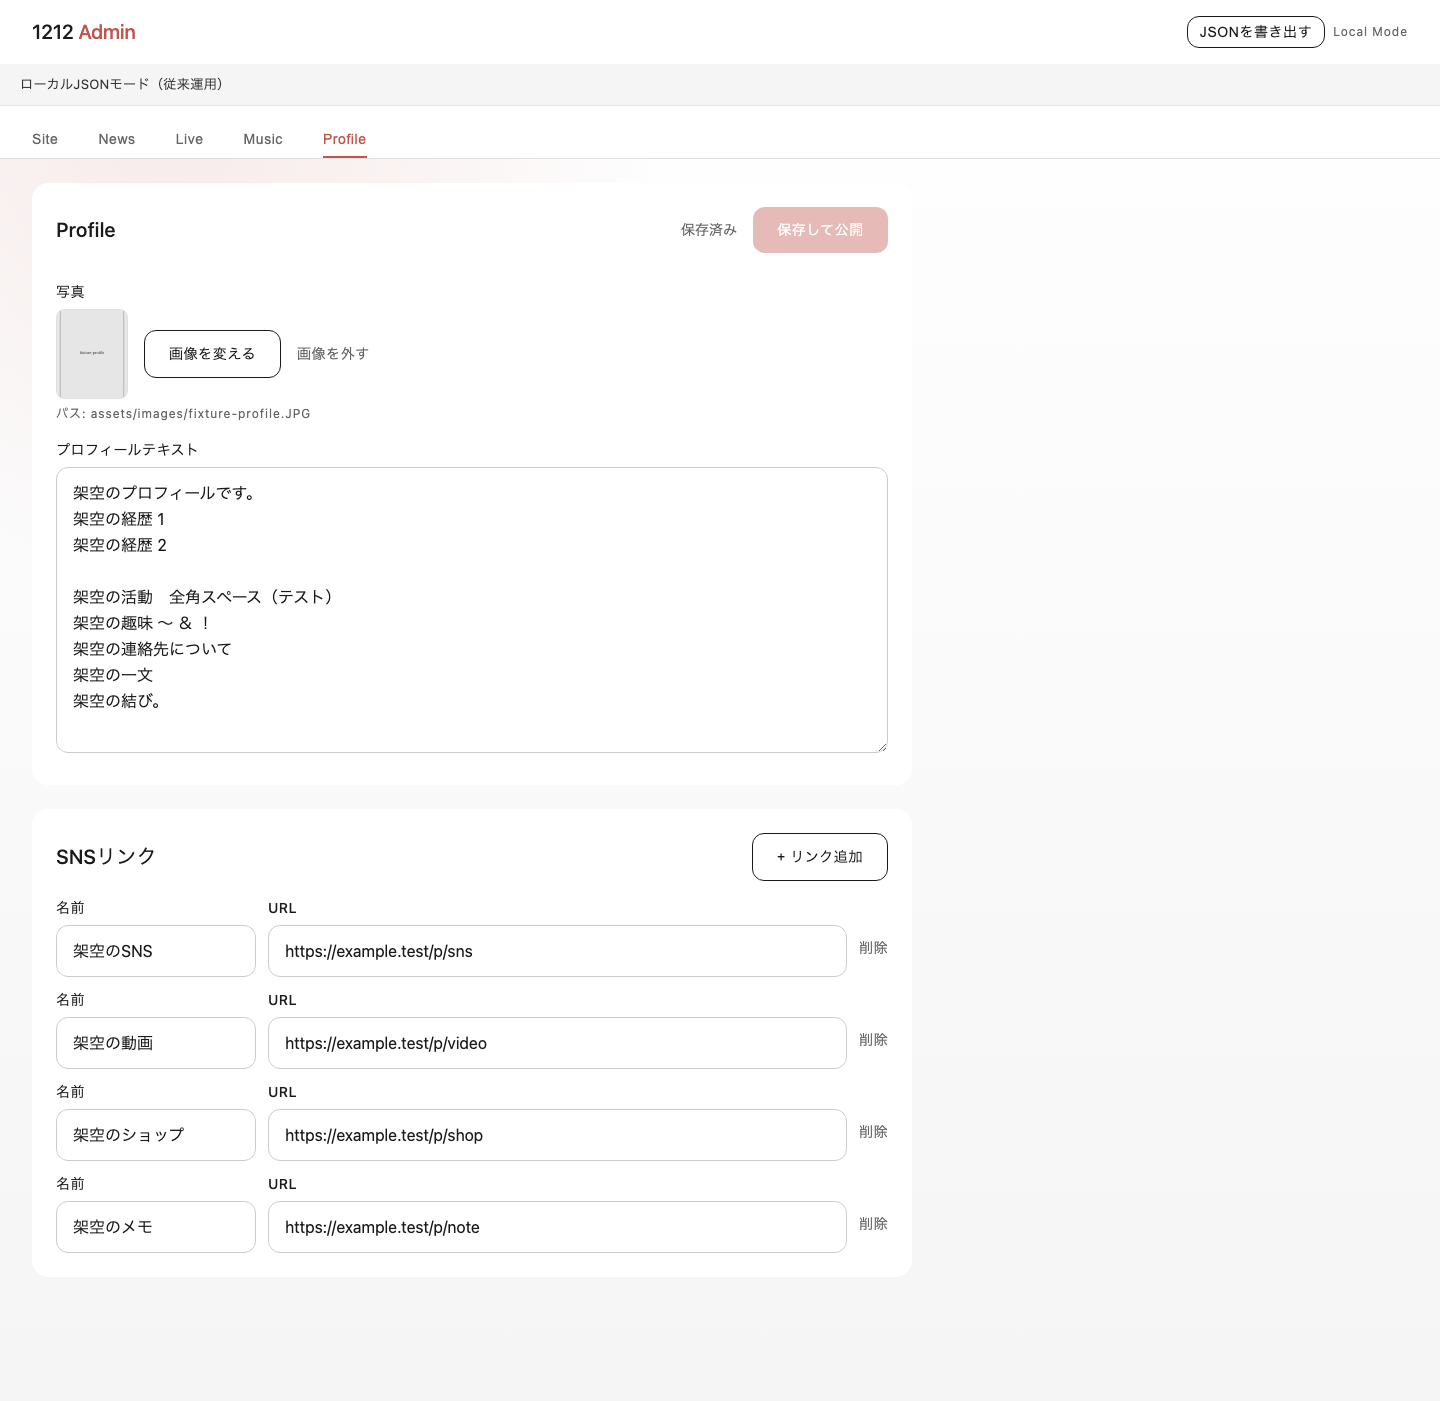 1212 Admin
JSONを書き出す
Local Mode
ローカルJSONモード（従来運用）
Site
News
Live
Music
Profile
Profile
保存済み
保存して公開
写真
fixture profile
画像を変える
画像を外す
パス: assets/images/fixture-profile.JPG
プロフィールテキスト
架空のプロフィールです。
架空の経歴 1
架空の経歴 2
架空の活動　全角スペース（テスト）
架空の趣味 〜 ＆ ！
架空の連絡先について
架空の一文
架空の結び。
SNSリンク
+ リンク追加
名前
URL
架空のSNS
https://example.test/p/sns
削除
名前
URL
架空の動画
https://example.test/p/video
削除
名前
URL
架空のショップ
https://example.test/p/shop
削除
名前
URL
架空のメモ
https://example.test/p/note
削除